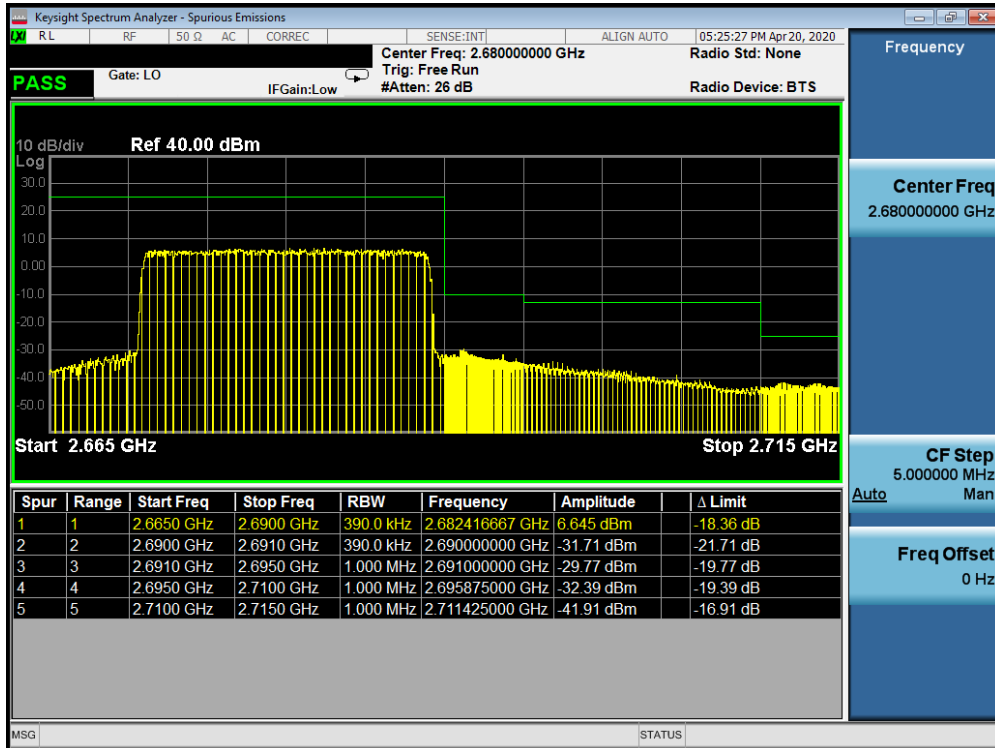 Keysight Spectrum Analyzer - Spurious Emissions
LXI RL RF 50 Ω AC CORREC SENSE:INT ALIGN AUTO 05:25:27 PM Apr 20, 2020
Center Freq: 2.680000000 GHz Radio Std: None
PASS Gate: LO Trig: Free Run
IFGain:Low #Atten: 26 dB Radio Device: BTS
10 dB/div Ref 40.00 dBm
Log
30.0
20.0
10.0
0.00
-10.0
-20.0
-30.0
-40.0
-50.0
Start 2.665 GHz Stop 2.715 GHz
Spur Range Start Freq Stop Freq RBW Frequency Amplitude Δ Limit
1 1 2.6650 GHz 2.6900 GHz 390.0 kHz 2.682416667 GHz 6.645 dBm -18.36 dB
2 2 2.6900 GHz 2.6910 GHz 390.0 kHz 2.690000000 GHz -31.71 dBm -21.71 dB
3 3 2.6910 GHz 2.6950 GHz 1.000 MHz 2.691000000 GHz -29.77 dBm -19.77 dB
4 4 2.6950 GHz 2.7100 GHz 1.000 MHz 2.695875000 GHz -32.39 dBm -19.39 dB
5 5 2.7100 GHz 2.7150 GHz 1.000 MHz 2.711425000 GHz -41.91 dBm -16.91 dB
MSG STATUS
Frequency
Center Freq
2.680000000 GHz
CF Step
5.000000 MHz
Auto Man
Freq Offset
0 Hz